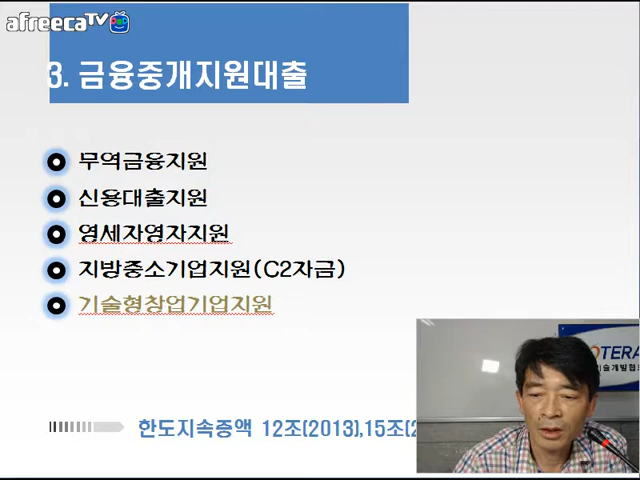 afreecaTV
3. 금융중개지원대출
무역금융지원
신용대출지원
영세자영자지원
지방중소기업지원(C2자금)
기술형창업기업지원
한도지속증액 12조(2013),15조(2
OTERA
술개발협